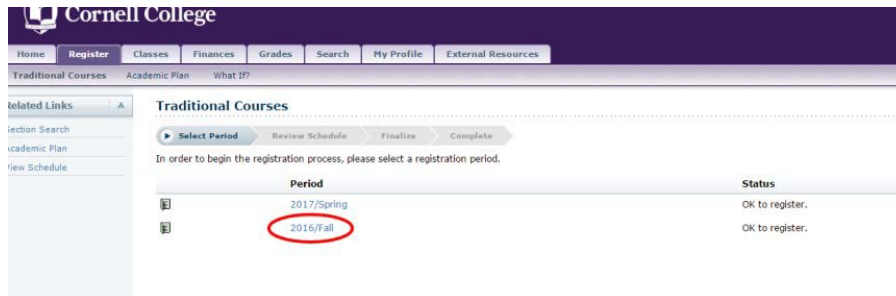 Cornell College
Home Register Classes Finances Grades Search My Profile External Resources
Traditional Courses Academic Plan What If?
Related Links
Section Search
Academic Plan
View Schedule
Traditional Courses
Select Period Review Schedule Finalize Complete
In order to begin the registration process, please select a registration period.
Period Status
2017/Spring OK to register.
2016/Fall OK to register.